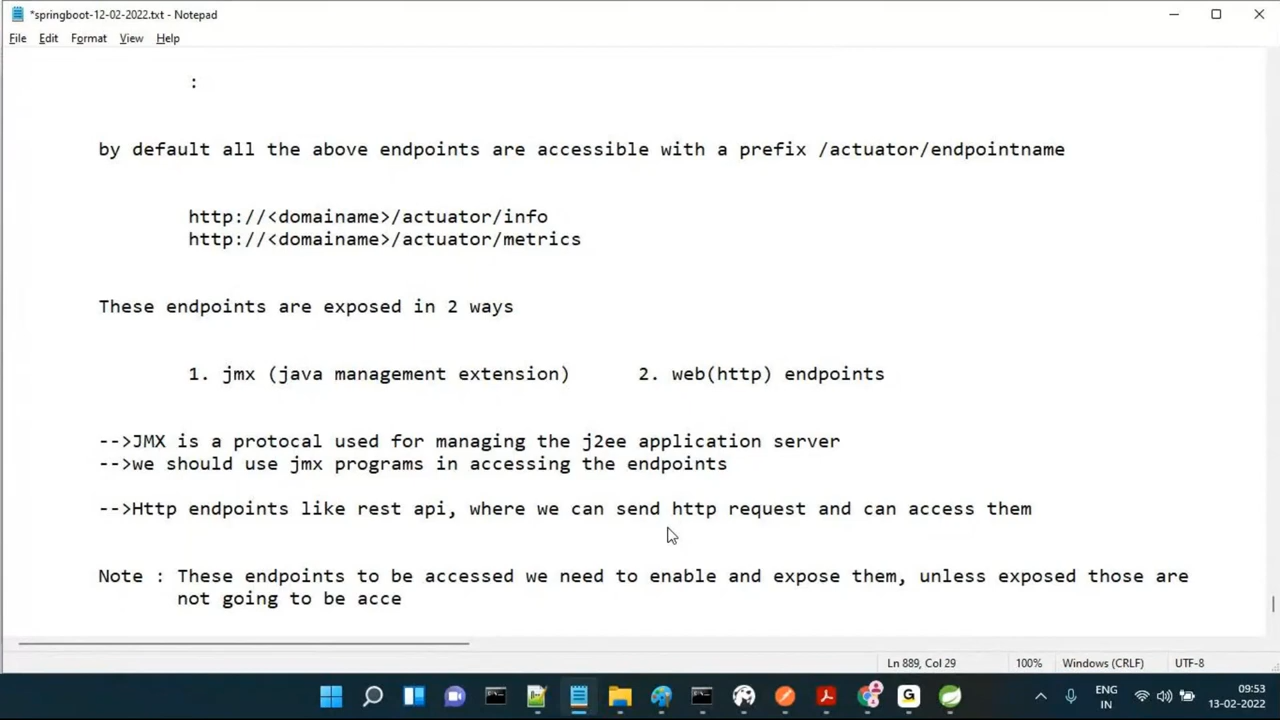 *springboot-12-02-2022.txt - Notepad
File Edit Format View Help
:
by default all the above endpoints are accessible with a prefix /actuator/endpointname
http://<domainame>/actuator/info
http://<domainame>/actuator/metrics
These endpoints are exposed in 2 ways
1. jmx (java management extension) 2. web(http) endpoints
-->JMX is a protocal used for managing the j2ee application server
-->we should use jmx programs in accessing the endpoints
-->Http endpoints like rest api, where we can send http request and can access them
Note : These endpoints to be accessed we need to enable and expose them, unless exposed those are
not going to be acce
Ln 889, Col 29 100% Windows (CRLF) UTF-8
ENG 09:53
IN 13-02-2022
G